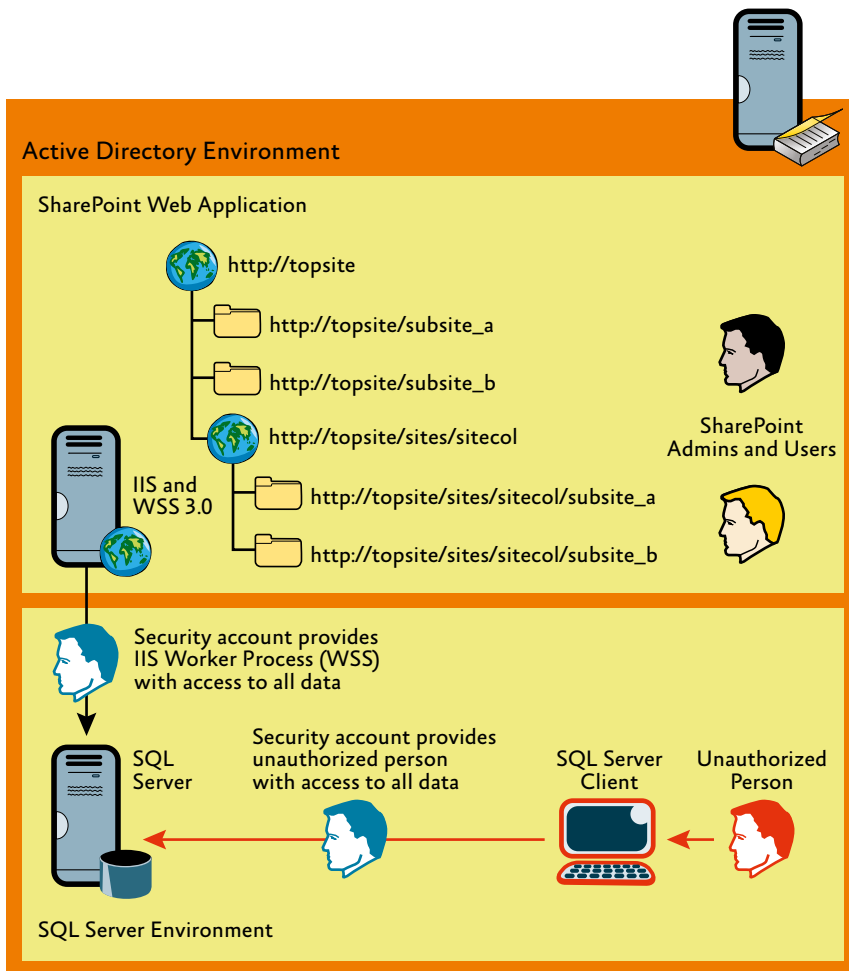 Active Directory Environment
SharePoint Web Application
http://topsite
http://topsite/subsite_a
http://topsite/subsite_b
http://topsite/sites/sitecol
http://topsite/sites/sitecol/subsite_a
http://topsite/sites/sitecol/subsite_b
IIS and
WSS 3.0
SharePoint
Admins and Users
Security account provides
IIS Worker Process (WSS)
with access to all data
SQL
Server
Security account provides
unauthorized person
with access to all data
SQL Server
Client
Unauthorized
Person
SQL Server Environment